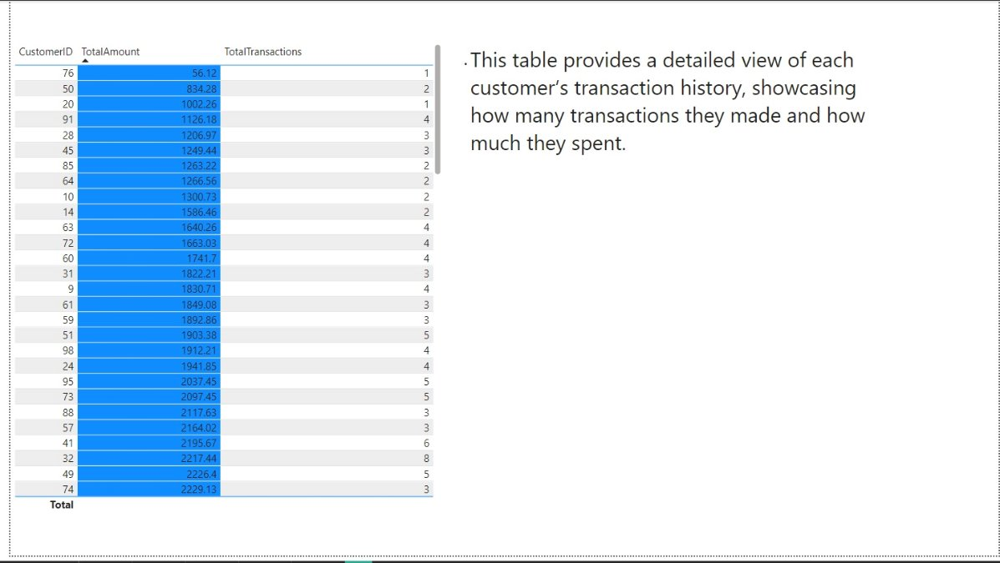 CustomerID TotalAmount TotalTransactions
76 56.12 1
50 834.28 2
20 1002.26 1
91 1126.18 4
28 1206.97 3
45 1249.44 3
85 1263.22 2
64 1266.56 2
10 1300.73 2
14 1586.46 2
63 1640.26 4
72 1663.03 4
60 1741.7 4
31 1822.21 3
9 1830.71 4
61 1849.08 3
59 1892.86 3
51 1903.38 5
98 1912.21 4
24 1941.85 4
95 2037.45 5
73 2097.45 5
88 2117.63 3
57 2164.02 3
41 2195.67 6
32 2217.44 8
49 2226.4 5
74 2229.13 3
Total
.This table provides a detailed view of each
customer’s transaction history, showcasing
how many transactions they made and how
much they spent.